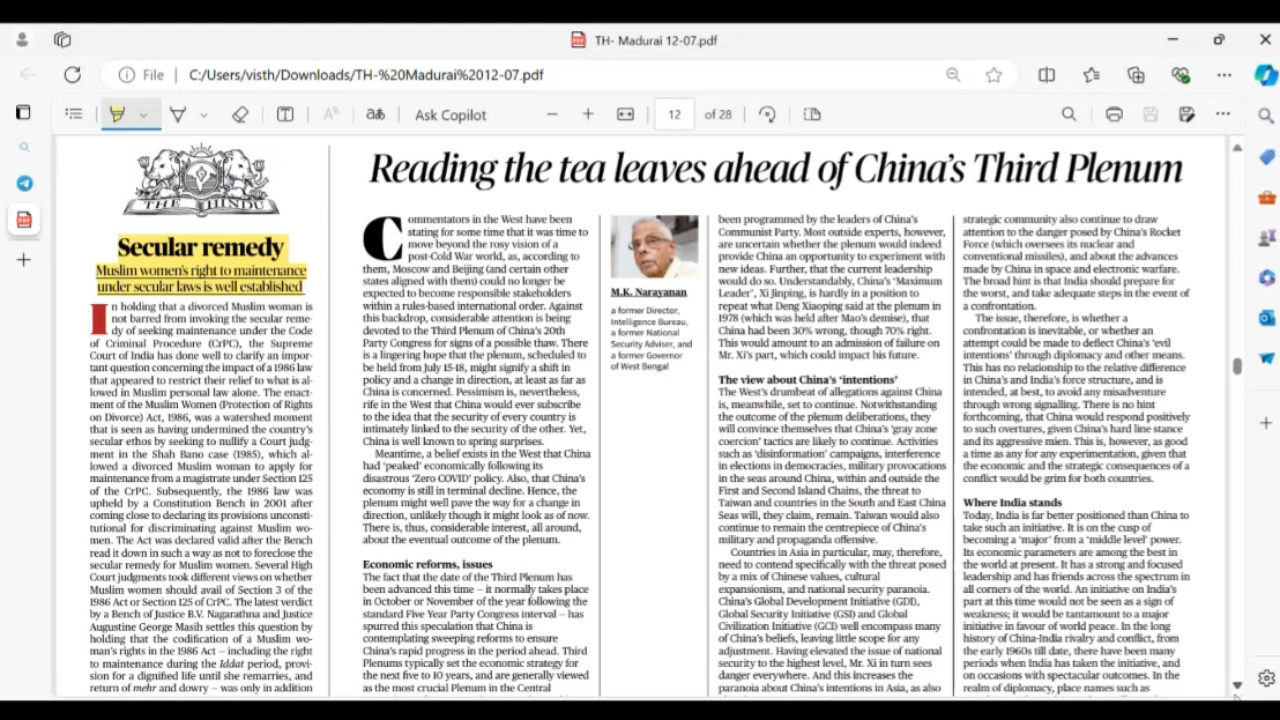 TH- Madurai 12-07.pdf
File
C:/Users/visth/Downloads/TH-%20Madurai%2012-07.pdf
Ask Copilot
12 of 28
THE HINDU
Secular remedy
Muslim women's right to maintenance
under secular laws is well established
In holding that a divorced Muslim woman is
not barred from invoking the secular reme-
dy of seeking maintenance under the Code
of Criminal Procedure (CrPC), the Supreme
Court of India has done well to clarify an impor-
tant question concerning the impact of a 1986 law
that appeared to restrict their relief to what is al-
lowed in Muslim personal law alone. The enact-
ment of the Muslim Women (Protection of Rights
on Divorce) Act, 1986, was a watershed moment
that is seen as having undermined the country's
secular ethos by seeking to nullify a Court judg-
ment in the Shah Bano case (1985), which al-
lowed a divorced Muslim woman to apply for
maintenance from a magistrate under Section 125
of the CrPC. Subsequently, the 1986 law was
upheld by a Constitution Bench in 2001 after
coming close to declaring its provisions unconsti-
tutional for discriminating against Muslim wo-
men. The Act was declared valid after the Bench
read it down in such a way as not to foreclose the
secular remedy for Muslim women. Several High
Court judgments took different views on whether
Muslim women should avail of Section 3 of the
1986 Act or Section 125 of CrPC. The latest verdict
by a Bench of Justice B.V. Nagarathna and Justice
Augustine George Masih settles this question by
holding that the codification of a Muslim wo-
man's rights in the 1986 Act – including the right
to maintenance during the Iddat period, provi-
sion for a dignified life until she remarries, and
return of mehr and dowry – was only in addition
Reading the tea leaves ahead of China's Third Plenum
Commentators in the West have been
stating for some time that it was time to
move beyond the rosy vision of a
post-Cold War world, as, according to
them, Moscow and Beijing (and certain other
states aligned with them) could no longer be
expected to become responsible stakeholders
within a rules-based international order. Against
this backdrop, considerable attention is being
devoted to the Third Plenum of China's 20th
Party Congress for signs of a possible thaw. There
is a lingering hope that the plenum, scheduled to
be held from July 15-18, might signify a shift in
policy and a change in direction, at least as far as
China is concerned. Pessimism is, nevertheless,
rife in the West that China would ever subscribe
to the idea that the security of every country is
intimately linked to the security of the other. Yet,
China is well known to spring surprises.
Meantime, a belief exists in the West that China
had 'peaked' economically following its
disastrous 'Zero COVID' policy. Also, that China's
economy is still in terminal decline. Hence, the
plenum might well pave the way for a change in
direction, unlikely though it might look as of now.
There is, thus, considerable interest, all around,
about the eventual outcome of the plenum.
Economic reforms, issues
The fact that the date of the Third Plenum has
been advanced this time – it normally takes place
in October or November of the year following the
standard Five Year Party Congress interval – has
spurred this speculation that China is
contemplating sweeping reforms to ensure
China's rapid progress in the period ahead. Third
Plenums typically set the economic strategy for
the next five to 10 years, and are generally viewed
as the most crucial Plenum in the Central
M.K. Narayanan
a former Director,
Intelligence Bureau,
a former National
Security Adviser, and
a former Governor
of West Bengal
been programmed by the leaders of China's
Communist Party. Most outside experts, however,
are uncertain whether the plenum would indeed
provide China an opportunity to experiment with
new ideas. Further, that the current leadership
would do so. Understandably, China's 'Maximum
Leader', Xi Jinping, is hardly in a position to
repeat what Deng Xiaoping said at the plenum in
1978 (which was held after Mao's demise), that
China had been 30% wrong, though 70% right.
This would amount to an admission of failure on
Mr. Xi's part, which could impact his future.
The view about China's 'intentions'
The West's drumbeat of allegations against China
is, meanwhile, set to continue. Notwithstanding
the outcome of the plenum deliberations, they
will convince themselves that China's 'gray zone
coercion' tactics are likely to continue. Activities
such as 'disinformation' campaigns, interference
in elections in democracies, military provocations
in the seas around China, within and outside the
First and Second Island Chains, the threat to
Taiwan and countries in the South and East China
Seas will, they claim, remain. Taiwan would also
continue to remain the centrepiece of China's
military and propaganda offensive.
Countries in Asia in particular, may, therefore,
need to contend specifically with the threat posed
by a mix of Chinese values, cultural
expansionism, and national security paranoia.
China's Global Development Initiative (GDI),
Global Security Initiative (GSI) and Global
Civilization Initiative (GCI) well encompass many
of China's beliefs, leaving little scope for any
adjustment. Having elevated the issue of national
security to the highest level, Mr. Xi in turn sees
danger everywhere. And this increases the
paranoia about China's intentions in Asia, as also
strategic community also continue to draw
attention to the danger posed by China's Rocket
Force (which oversees its nuclear and
conventional missiles), and about the advances
made by China in space and electronic warfare.
The broad hint is that India should prepare for
the worst, and take adequate steps in the event of
a confrontation.
The issue, therefore, is whether a
confrontation is inevitable, or whether an
attempt could be made to deflect China's 'evil
intentions' through diplomacy and other means.
This has no relationship to the relative difference
in China's and India's force structure, and is
intended, at best, to avoid any misadventure
through wrong signalling. There is no hint
forthcoming, that China would respond positively
to such overtures, given China's hard line stance
and its aggressive mien. This is, however, as good
a time as any for any experimentation, given that
the economic and the strategic consequences of a
conflict would be grim for both countries.
Where India stands
Today, India is far better positioned than China to
take such an initiative. It is on the cusp of
becoming a 'major' from a 'middle level' power.
Its economic parameters are among the best in
the world at present. It has a strong and focused
leadership and has friends across the spectrum in
all corners of the world. An initiative on India's
part at this time would not be seen as a sign of
weakness; it would be tantamount to a major
initiative in favour of world peace. In the long
history of China-India rivalry and conflict, from
the early 1960s till date, there have been many
periods when India has taken the initiative, and
on occasions with spectacular outcomes. In the
realm of diplomacy, place names such as